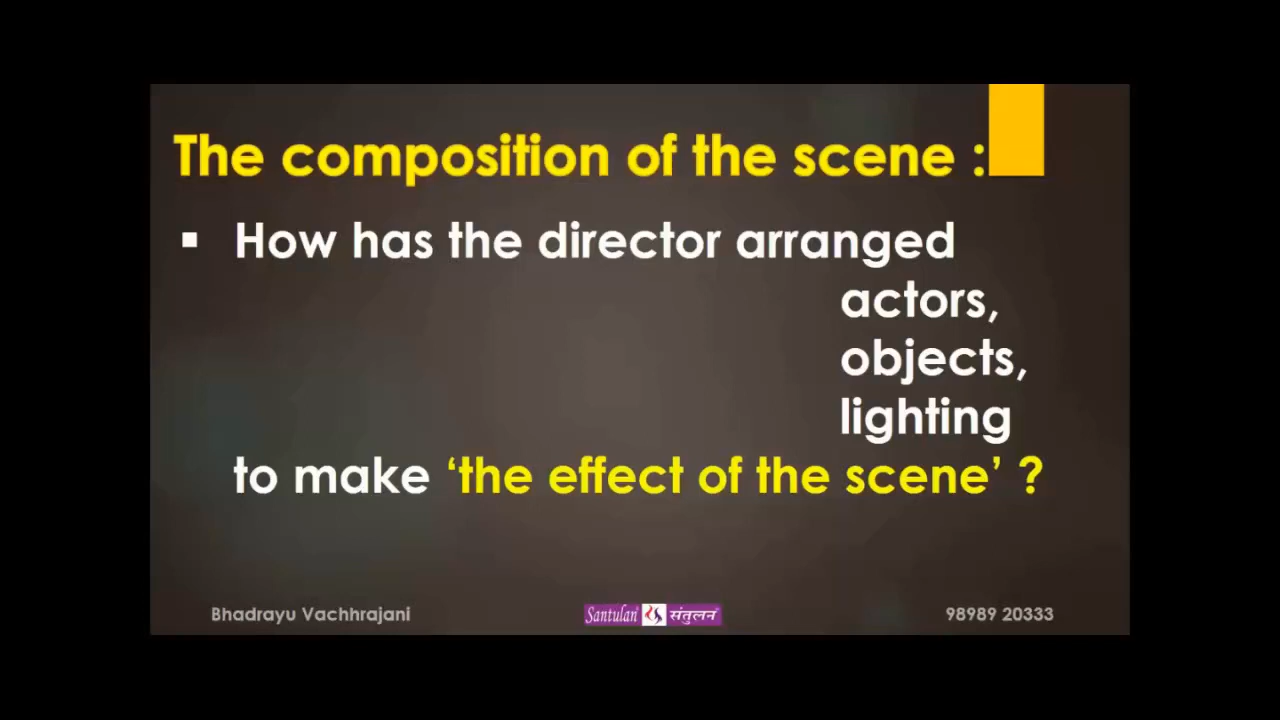 The composition of the scene :
▪ How has the director arranged
actors,
objects,
lighting
to make ‘the effect of the scene’ ?
Bhadrayu Vachhrajani
Santulan संतुलन
98989 20333